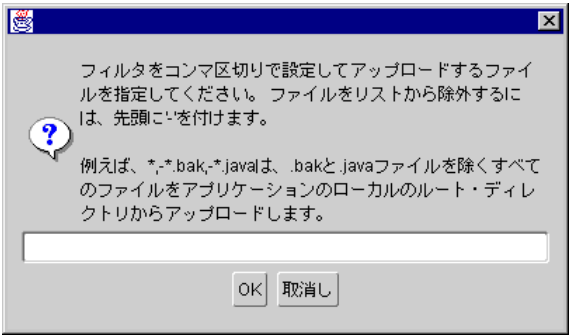 フィルタをコンマ区切りで設定してアップロードするファイ
ルを指定してください。 ファイルをリストから除外するに
は、先頭に'-'を付けます。
例えば、*,-*.bak,-*.javaは、.bakと.javaファイルを除くすべて
のファイルをアプリケーションのローカルのルート・ディレ
クトリからアップロードします。
OK 取消し